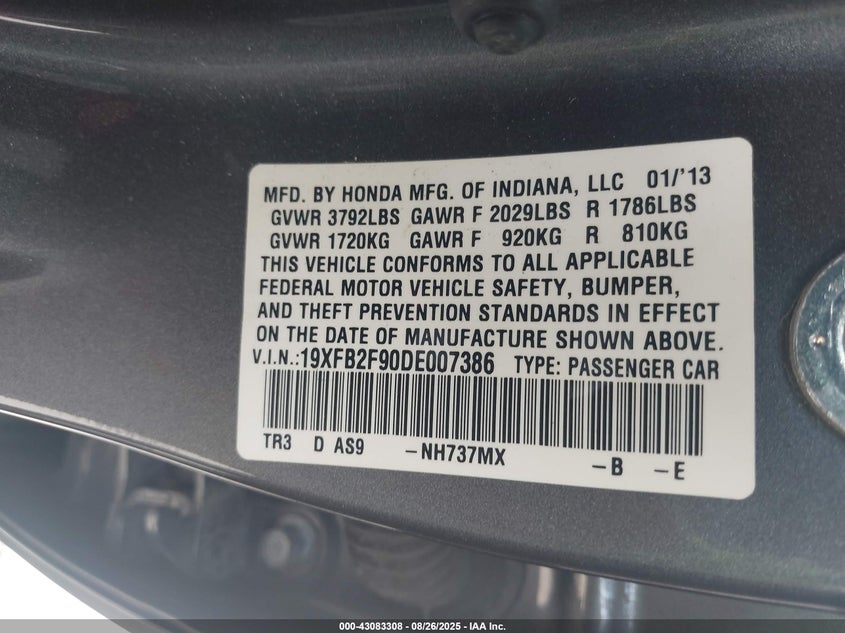 MFD. BY HONDA MFG. OF INDIANA, LLC 01/'13
GVWR 3792LBS GAWR F 2029LBS R 1786LBS
GVWR 1720KG GAWR F 920KG R 810KG
THIS VEHICLE CONFORMS TO ALL APPLICABLE
FEDERAL MOTOR VEHICLE SAFETY, BUMPER,
AND THEFT PREVENTION STANDARDS IN EFFECT
ON THE DATE OF MANUFACTURE SHOWN ABOVE.
V.I.N.:19XFB2F90DE007386 TYPE: PASSENGER CAR
TR3 D AS9 -NH737MX -B -E
000-43083308 - 08/26/2025 - IAA Inc.